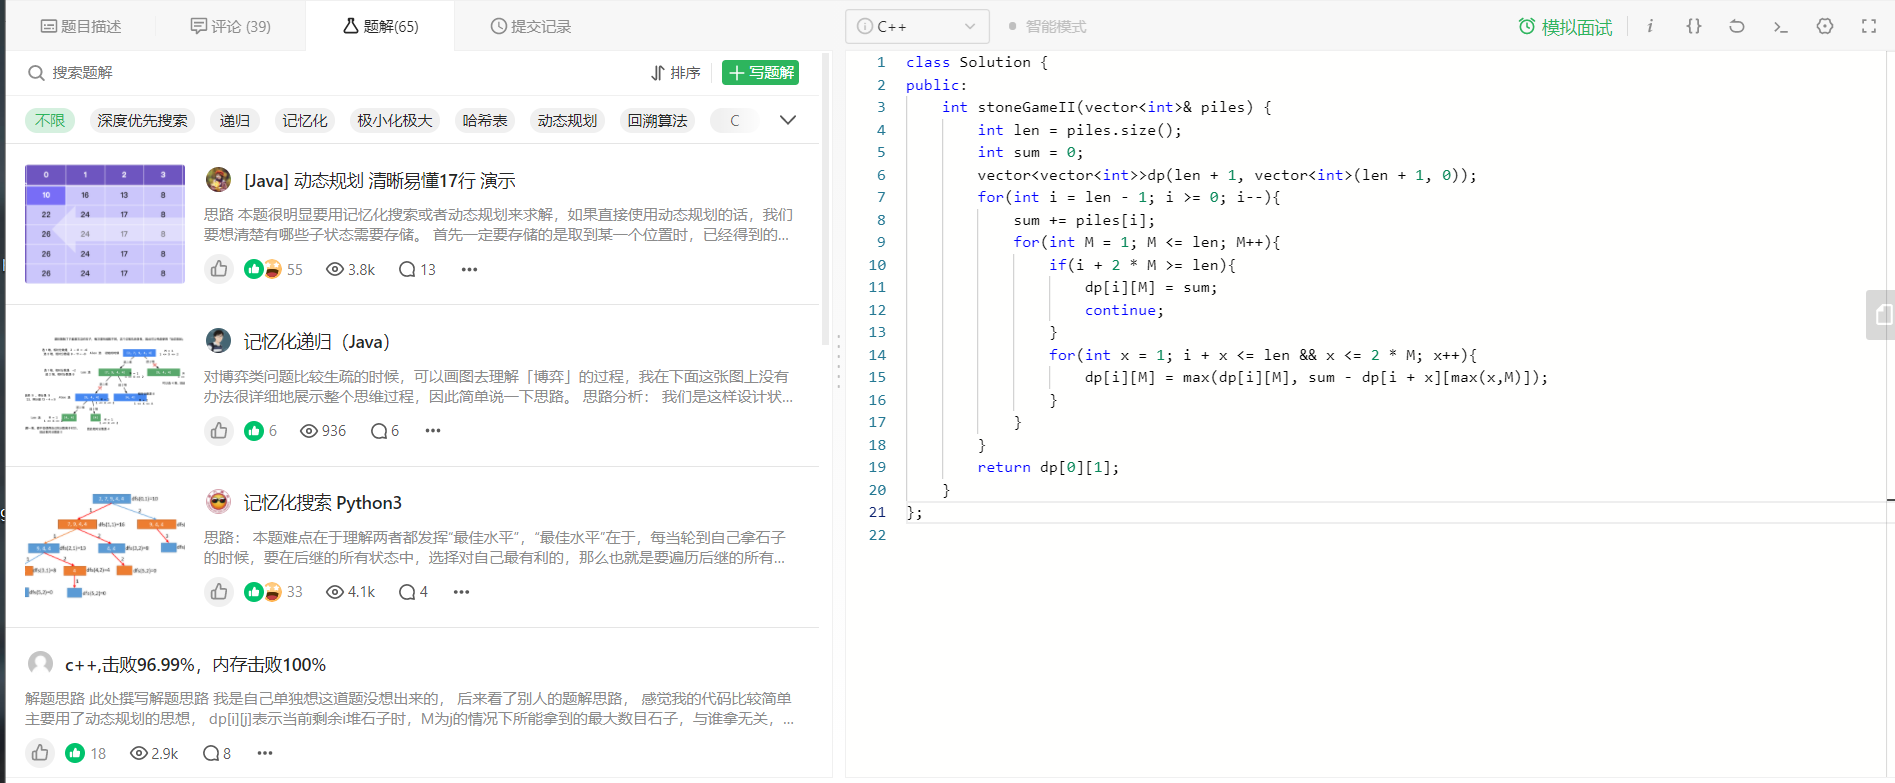 题目描述
评论 (39)
题解(65)
提交记录
C++
智能模式
模拟面试
搜索题解
排序
写题解
不限
深度优先搜索
递归
记忆化
极小化极大
哈希表
动态规划
回溯算法
C
0 1 2 3
10 16 13 8
22 24 17 8
26 24 17 8
26 24 17 8
26 24 17 8
[Java] 动态规划 清晰易懂17行 演示
思路 本题很明显要用记忆化搜索或者动态规划来求解，如果直接使用动态规划的话，我们
要想清楚有哪些子状态需要存储。 首先一定要存储的是取到某一个位置时，已经得到的...
55
3.8k
13
记忆化递归（Java）
对博弈类问题比较生疏的时候，可以画图去理解「博弈」的过程，我在下面这张图上没有
办法很详细地展示整个思维过程，因此简单说一下思路。 思路分析： 我们是这样设计状...
6
936
6
记忆化搜索 Python3
思路： 本题难点在于理解两者都发挥“最佳水平”，“最佳水平”在于，每当轮到自己拿石子
的时候，要在后继的所有状态中，选择对自己最有利的，那么也就是要遍历后继的所有...
33
4.1k
4
c++,击败96.99%，内存击败100%
解题思路 此处撰写解题思路 我是自己单独想这道题没想出来的， 后来看了别人的题解思路， 感觉我的代码比较简单
主要用了动态规划的思想， dp[i][j]表示当前剩余i堆石子时，M为j的情况下所能拿到的最大数目石子，与谁拿无关，...
18
2.9k
8
1 class Solution {
2 public:
3 int stoneGameII(vector<int>& piles) {
4 int len = piles.size();
5 int sum = 0;
6 vector<vector<int>>dp(len + 1, vector<int>(len + 1, 0));
7 for(int i = len - 1; i >= 0; i--){
8 sum += piles[i];
9 for(int M = 1; M <= len; M++){
10 if(i + 2 * M >= len){
11 dp[i][M] = sum;
12 continue;
13 }
14 for(int x = 1; i + x <= len && x <= 2 * M; x++){
15 dp[i][M] = max(dp[i][M], sum - dp[i + x][max(x,M)]);
16 }
17 }
18 }
19 return dp[0][1];
20 }
21 };
22